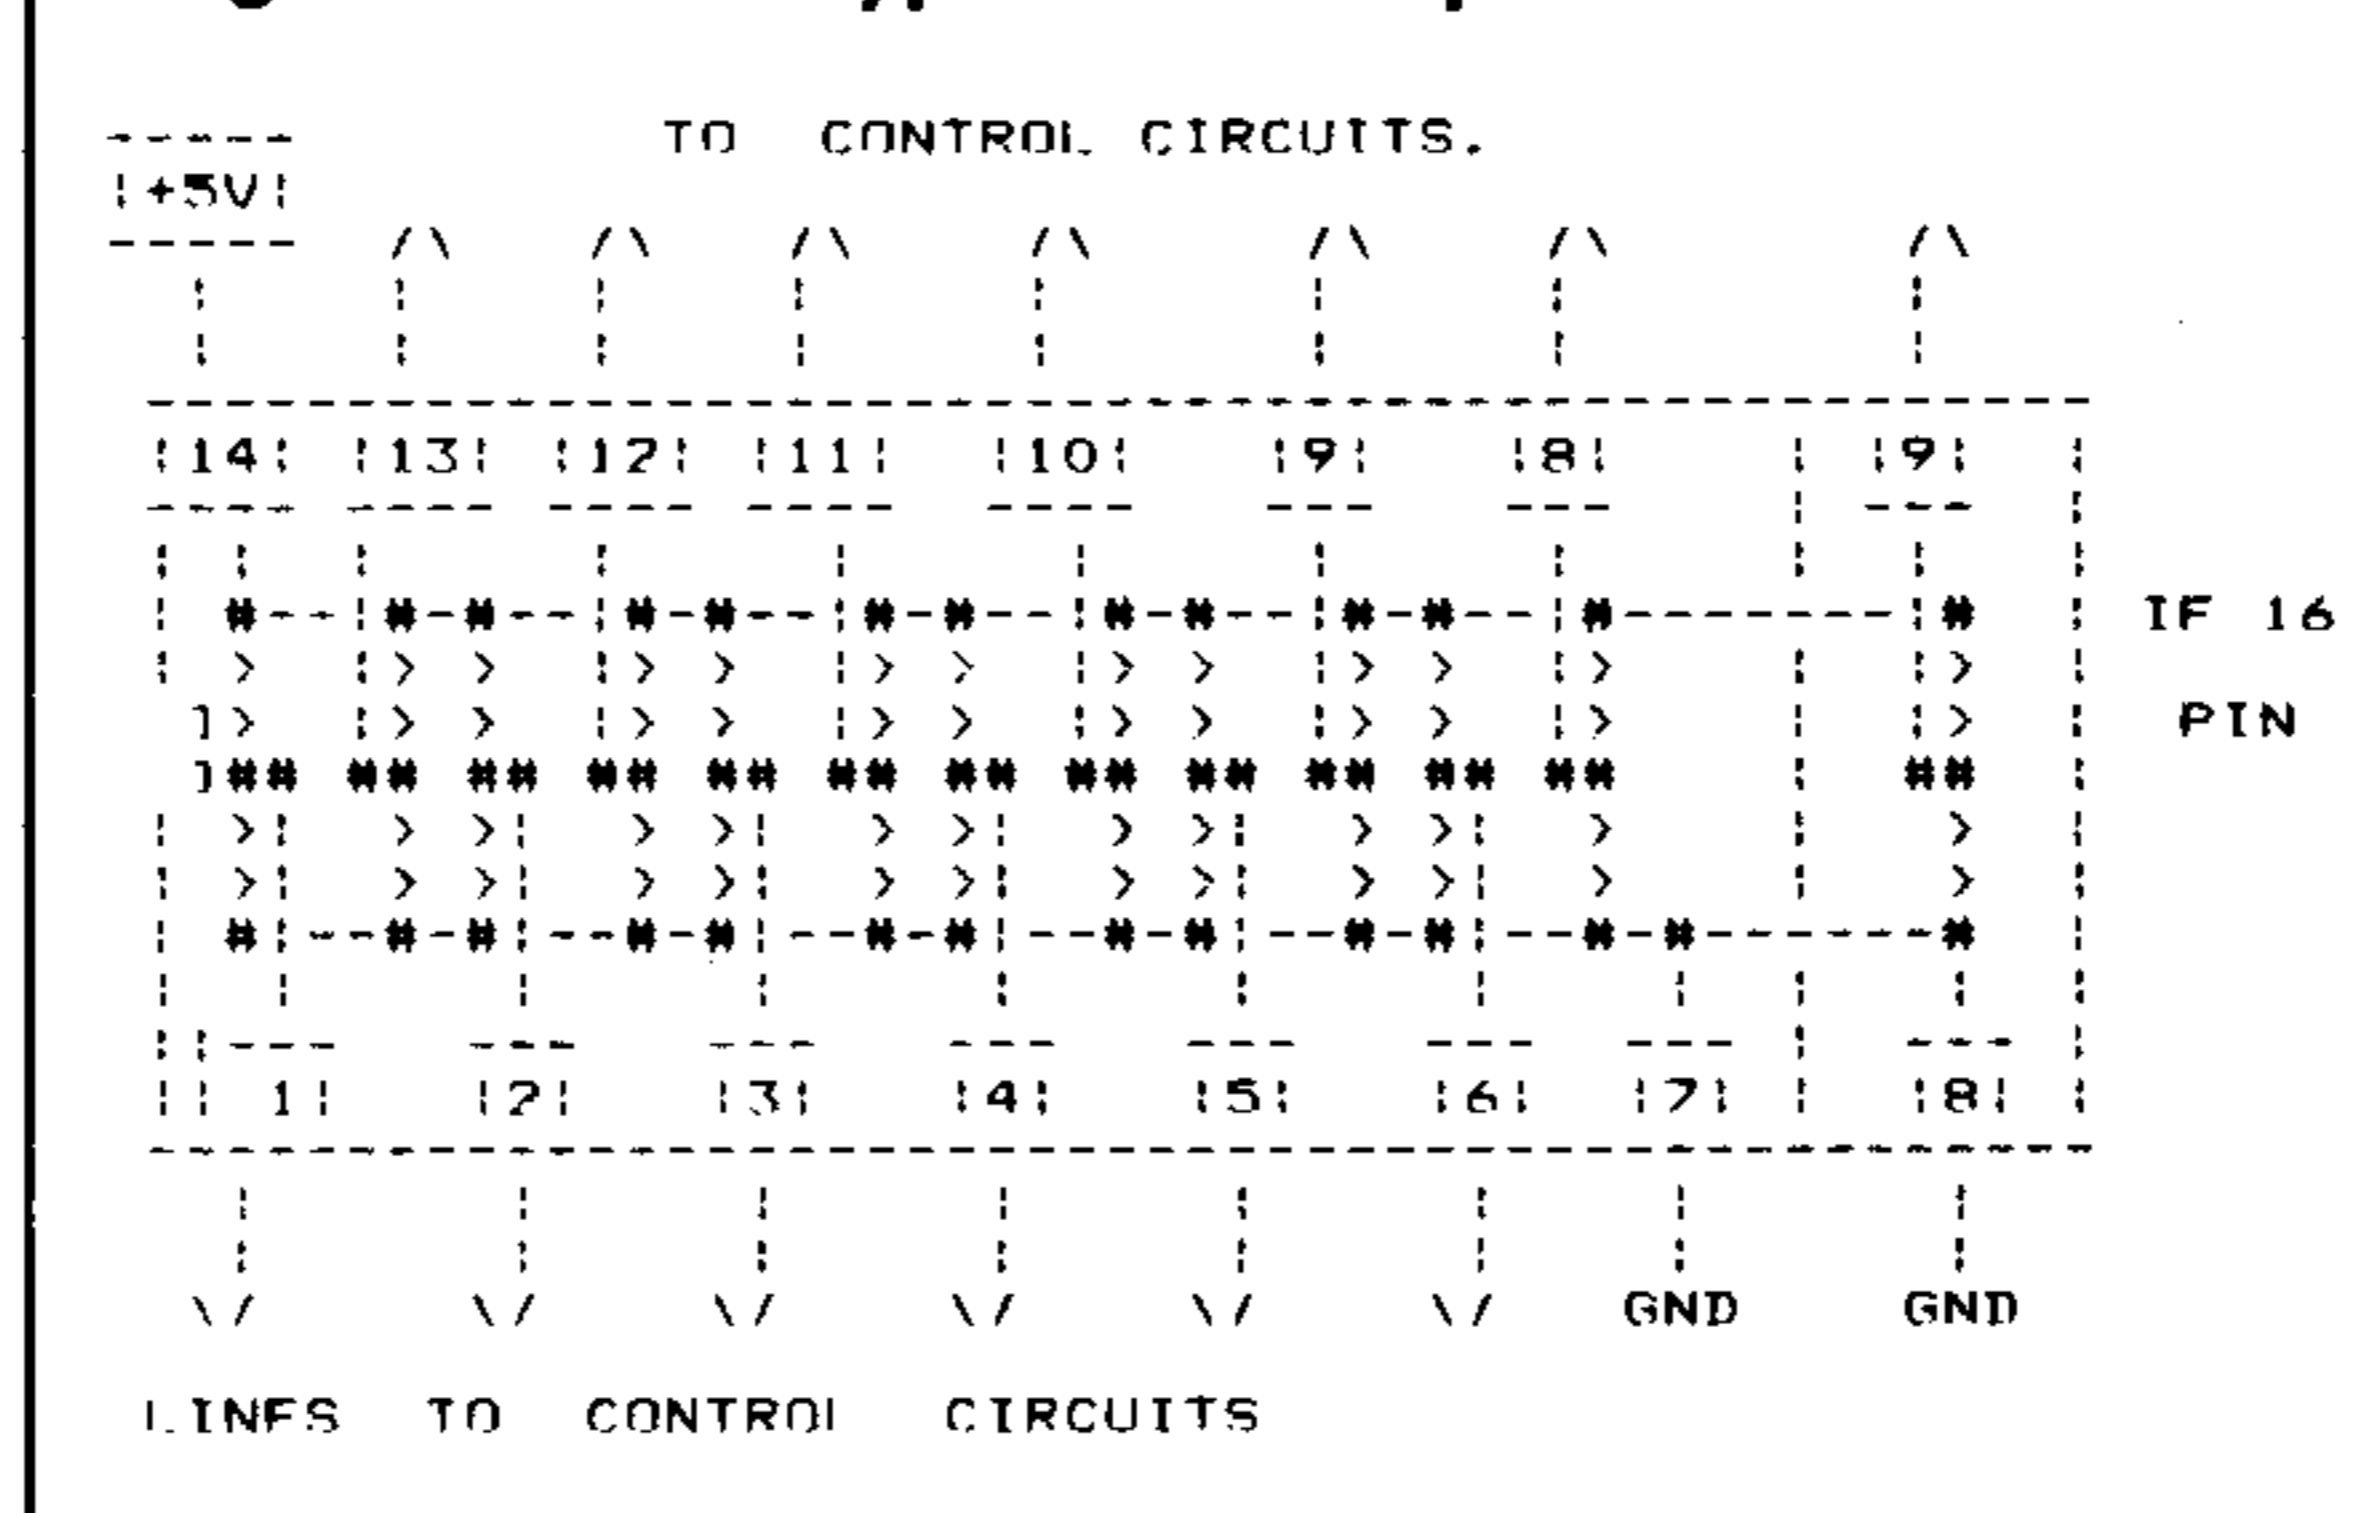 TO CONTROL CIRCUITS.
+5V
14 13 12 11 10 9 8 9
IF 16
PIN
1 2 3 4 5 6 7 8
GND GND
LINES TO CONTROL CIRCUITS